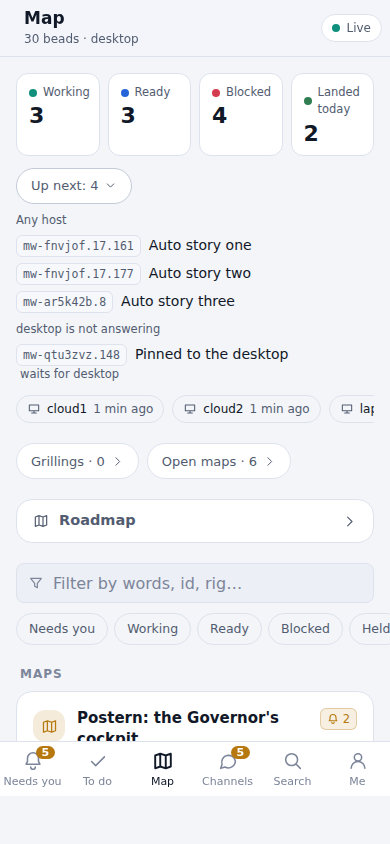 Map
30 beads · desktop
Live
Working
3
Ready
3
Blocked
4
Landed today
2
Up next: 4
Any host
mw-fnvjof.17.161 Auto story one
mw-fnvjof.17.177 Auto story two
mw-ar5k42b.8 Auto story three
desktop is not answering
mw-qtu3zvz.148 Pinned to the desktop
waits for desktop
cloud1 1 min ago
cloud2 1 min ago
Grillings · 0
Open maps · 6
Roadmap
Filter by words, id, rig…
Needs you
Working
Ready
Blocked
Held
MAPS
Postern: the Governor's
cockpit
2
5
5
Needs you
To do
Map
Channels
Search
Me